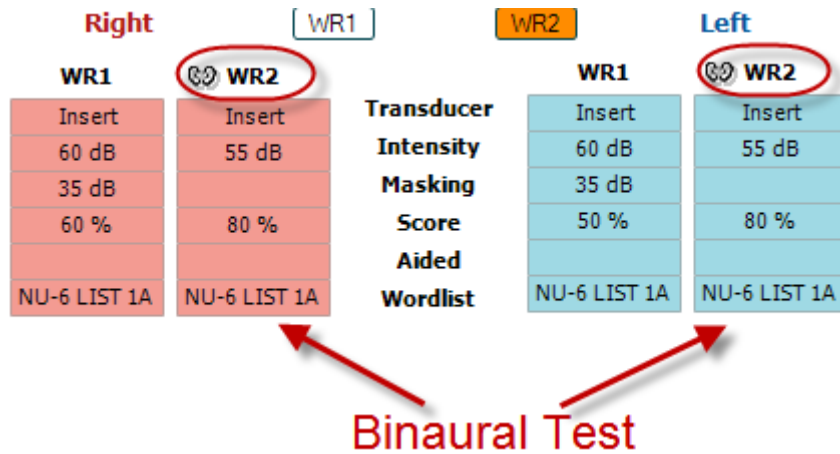 Right WR1 WR2 Left
WR1 WR2 WR1 WR2
Insert Insert Transducer Insert Insert
60 dB 55 dB Intensity 60 dB 55 dB
35 dB Masking 35 dB
60 % 80 % Score 50 % 80 %
Aided
NU-6 LIST 1A NU-6 LIST 1A Wordlist NU-6 LIST 1A NU-6 LIST 1A
Binaural Test